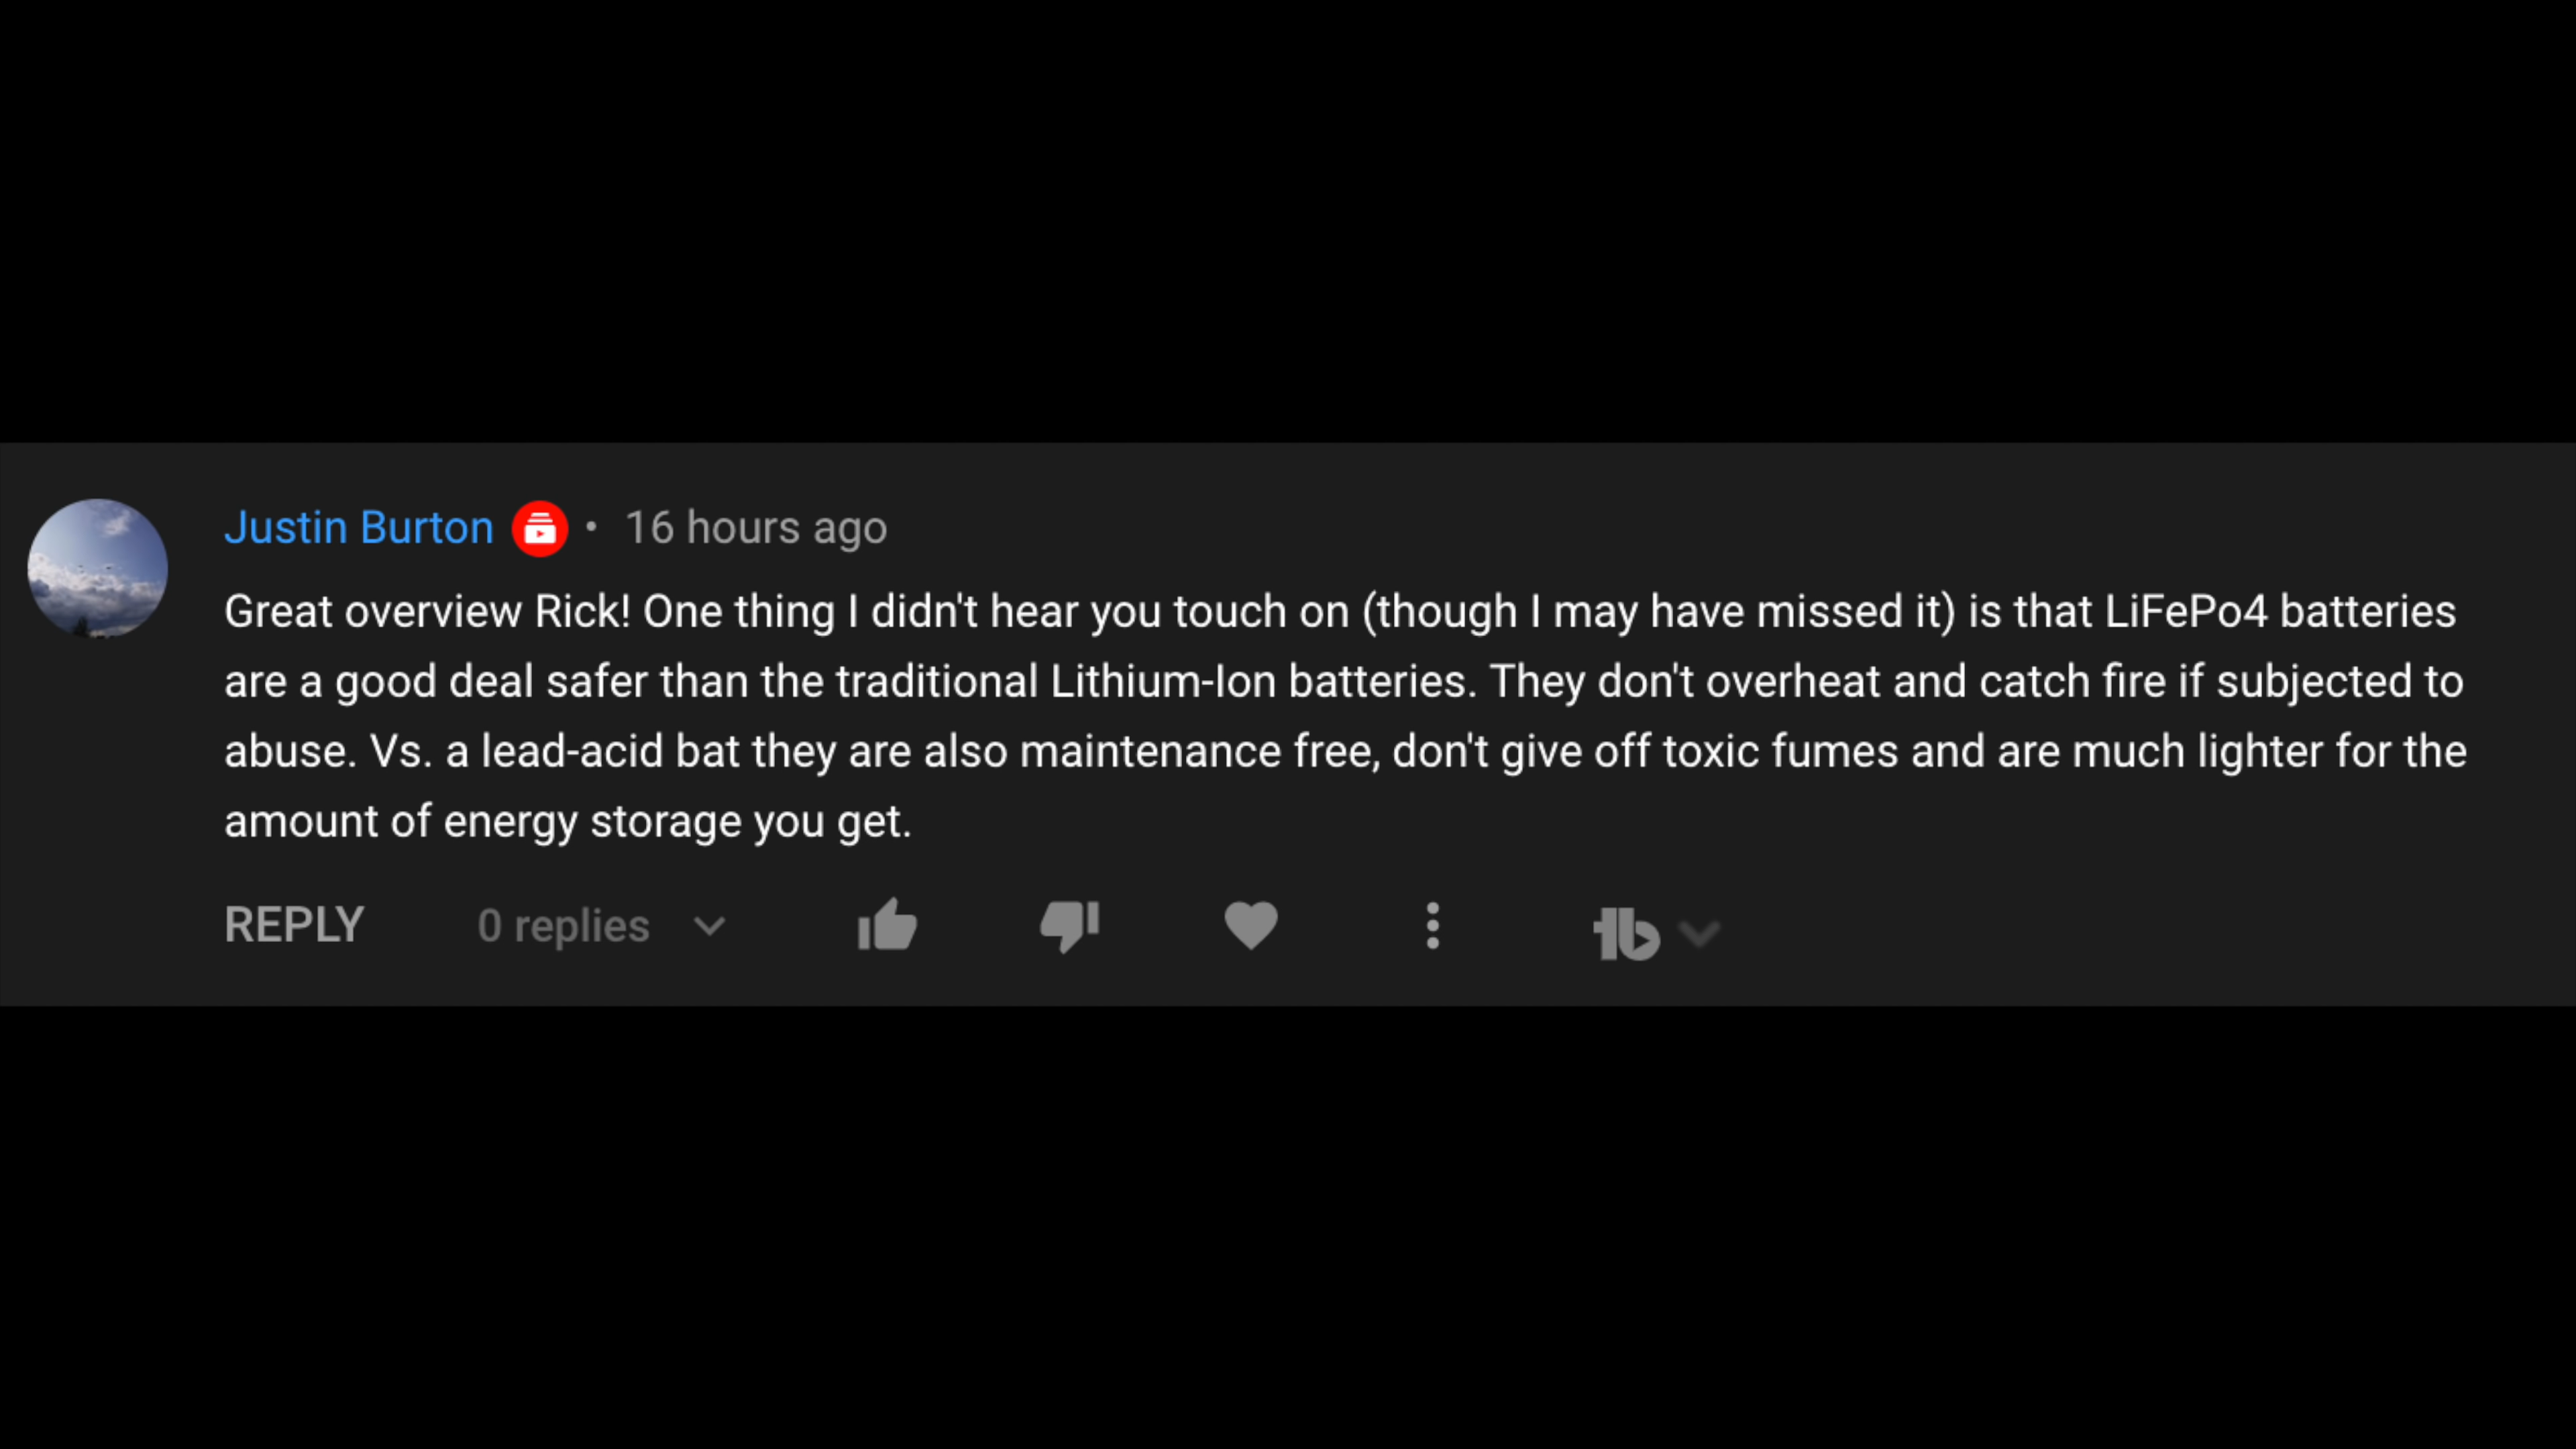 Justin Burton • 16 hours ago
Great overview Rick! One thing I didn't hear you touch on (though I may have missed it) is that LiFePo4 batteries
are a good deal safer than the traditional Lithium-Ion batteries. They don't overheat and catch fire if subjected to
abuse. Vs. a lead-acid bat they are also maintenance free, don't give off toxic fumes and are much lighter for the
amount of energy storage you get.
REPLY 0 replies tb